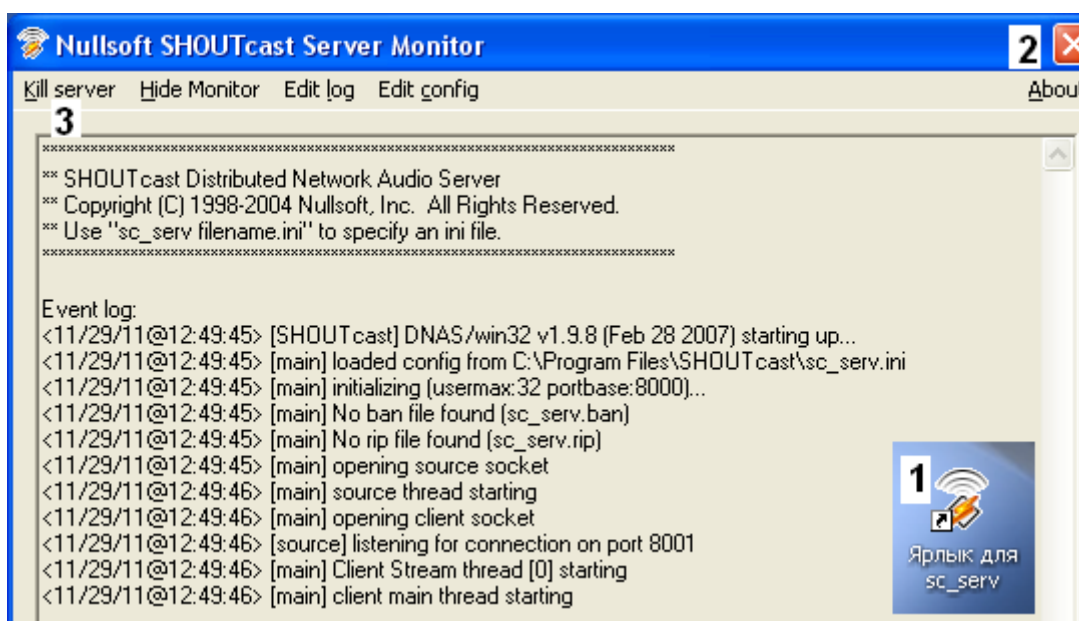 Nullsoft SHOUTcast Server Monitor 2
Kill server Hide Monitor Edit log Edit config Abou
3
******************************************************************************
** SHOUTcast Distributed Network Audio Server
** Copyright (C) 1998-2004 Nullsoft, Inc. All Rights Reserved.
** Use "sc_serv filename.ini" to specify an ini file.
******************************************************************************
Event log:
<11/29/11@12:49:45> [SHOUTcast] DNAS/win32 v1.9.8 (Feb 28 2007) starting up...
<11/29/11@12:49:45> [main] loaded config from C:\Program Files\SHOUTcast\sc_serv.ini
<11/29/11@12:49:45> [main] initializing (usermax:32 portbase:8000)...
<11/29/11@12:49:45> [main] No ban file found (sc_serv.ban)
<11/29/11@12:49:45> [main] No rip file found (sc_serv.rip)
<11/29/11@12:49:45> [main] opening source socket
<11/29/11@12:49:46> [main] source thread starting
<11/29/11@12:49:46> [main] opening client socket
<11/29/11@12:49:46> [source] listening for connection on port 8001
<11/29/11@12:49:46> [main] Client Stream thread [0] starting
<11/29/11@12:49:46> [main] client main thread starting
1
Ярлык для
sc_serv